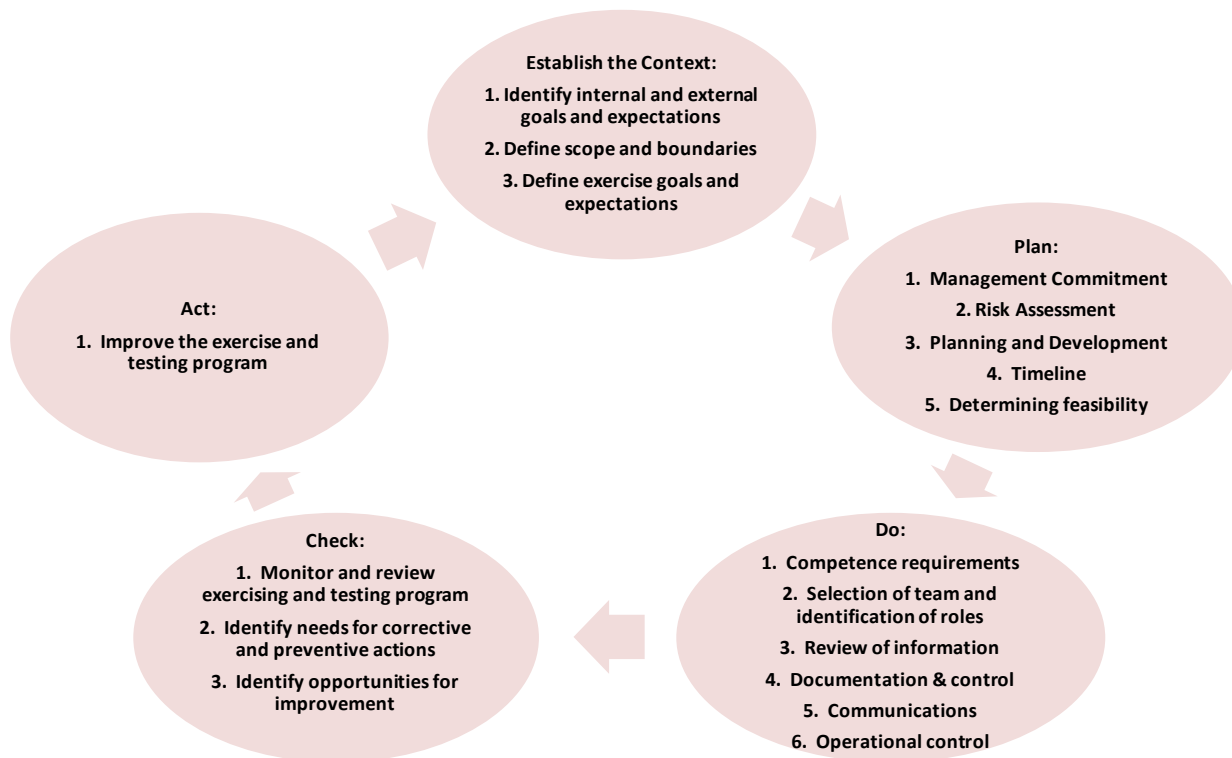 Establish the Context:
1. Identify internal and external
goals and expectations
2. Define scope and boundaries
3. Define exercise goals and
expectations
Plan:
1. Management Commitment
2. Risk Assessment
3. Planning and Development
4. Timeline
5. Determining feasibility
Do:
1. Competence requirements
2. Selection of team and
identification of roles
3. Review of information
4. Documentation & control
5. Communications
6. Operational control
Check:
1. Monitor and review
exercising and testing program
2. Identify needs for corrective
and preventive actions
3. Identify opportunities for
improvement
Act:
1. Improve the exercise and
testing program